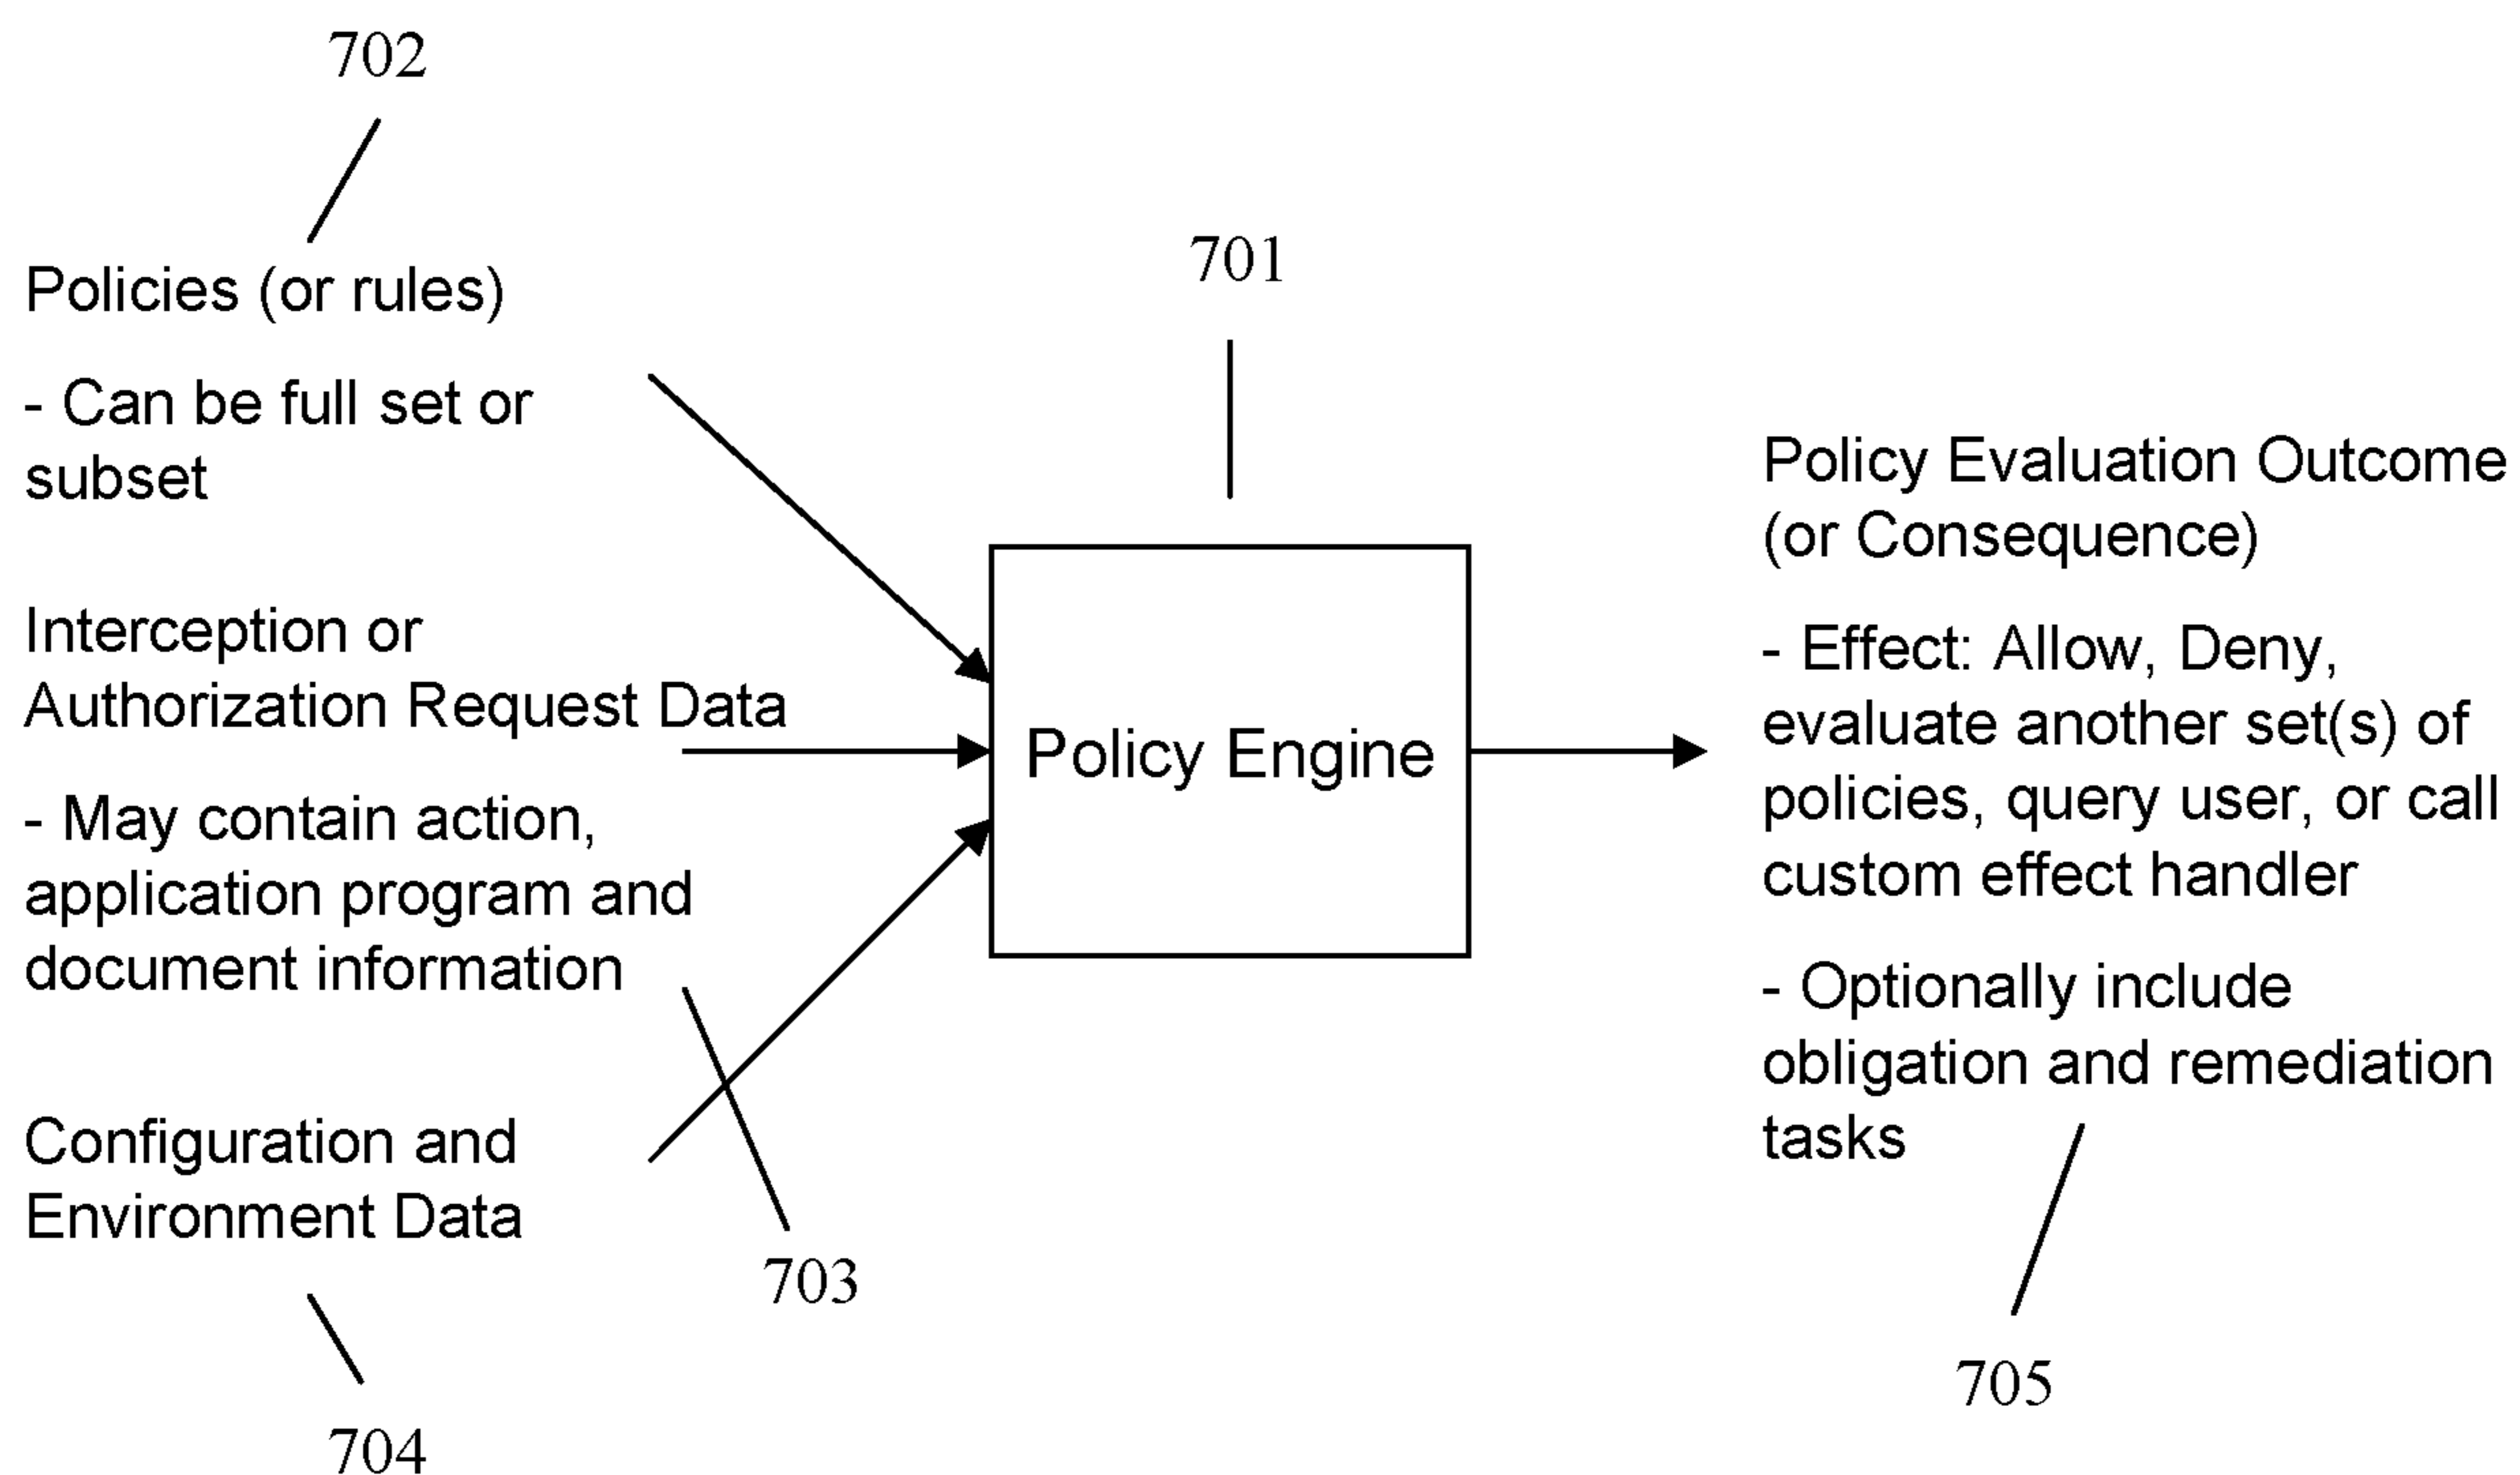 702
Policies (or rules)
- Can be full set or
subset
Interception or
Authorization Request Data
- May contain action,
application program and
document information
Configuration and
Environment Data
703
704
701
Policy Engine
Policy Evaluation Outcome
(or Consequence)
- Effect: Allow, Deny,
evaluate another set(s) of
policies, query user, or call
custom effect handler
- Optionally include
obligation and remediation
tasks
705